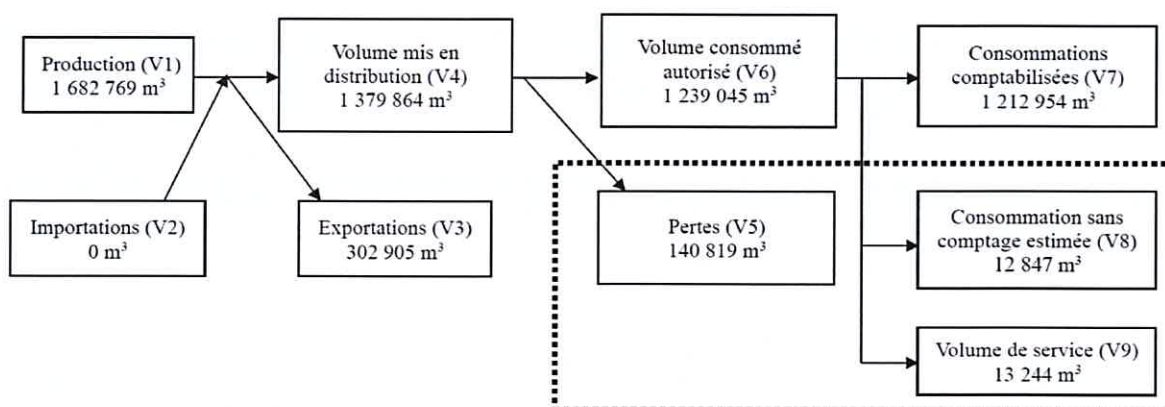 Production (V1)
1 682 769 m³
Volume mis en
distribution (V4)
1 379 864 m³
Volume consommé
autorisé (V6)
1 239 045 m³
Consommations
comptabilisées (V7)
1 212 954 m³
Importations (V2)
0 m³
Exportations (V3)
302 905 m³
Pertes (V5)
140 819 m³
Consommation sans
comptage estimée (V8)
12 847 m³
Volume de service (V9)
13 244 m³